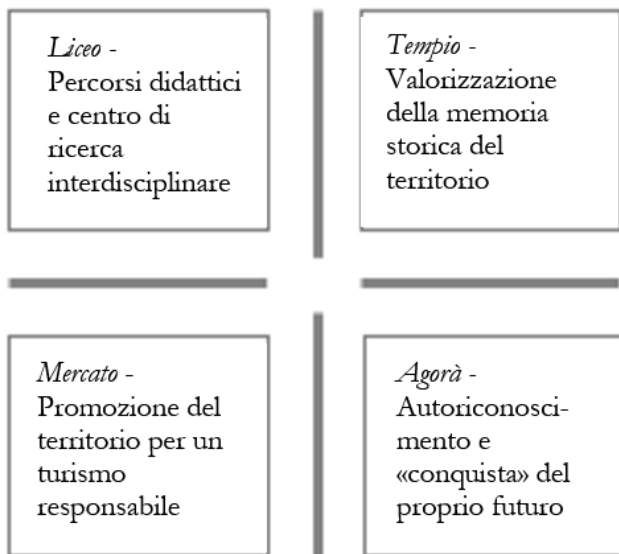 Liceo -
Percorsi didattici
e centro di
ricerca
interdisciplinare
Tempio -
Valorizzazione
della memoria
storica del
territorio
Mercato -
Promozione del
territorio per un
turismo
responsabile
Agorà -
Autoriconosci-
mento e
«conquista» del
proprio futuro